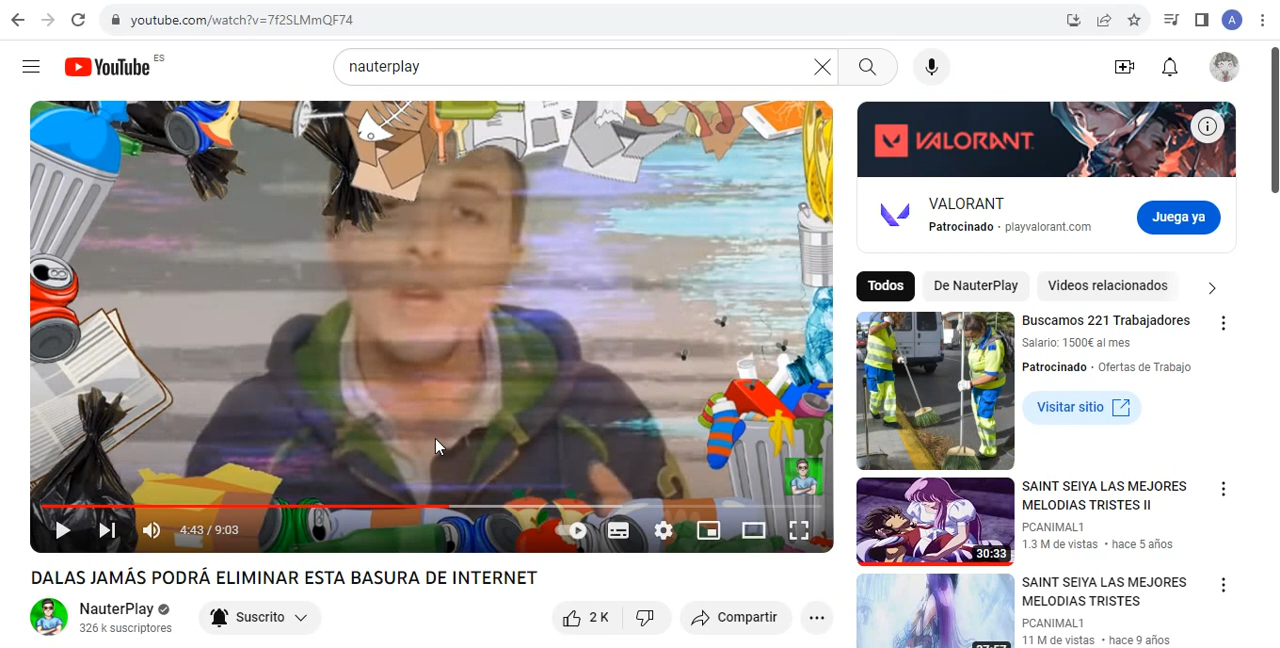 youtube.com/watch?v=7f2SLMmQF74
A
YouTube ES
nauterplay
4:43 / 9:03
DALAS JAMÁS PODRÁ ELIMINAR ESTA BASURA DE INTERNET
NauterPlay
326 k suscriptores
Suscrito
2 K
Compartir
VALORANT
VALORANT
Patrocinado · playvalorant.com
Juega ya
Todos
De NauterPlay
Videos relacionados
Buscamos 221 Trabajadores
Salario: 1500€ al mes
Patrocinado · Ofertas de Trabajo
Visitar sitio
30:33
SAINT SEIYA LAS MEJORES
MELODIAS TRISTES II
PCANIMAL1
1.3 M de vistas · hace 5 años
SAINT SEIYA LAS MEJORES
MELODIAS TRISTES
PCANIMAL1
11 M de vistas · hace 9 años